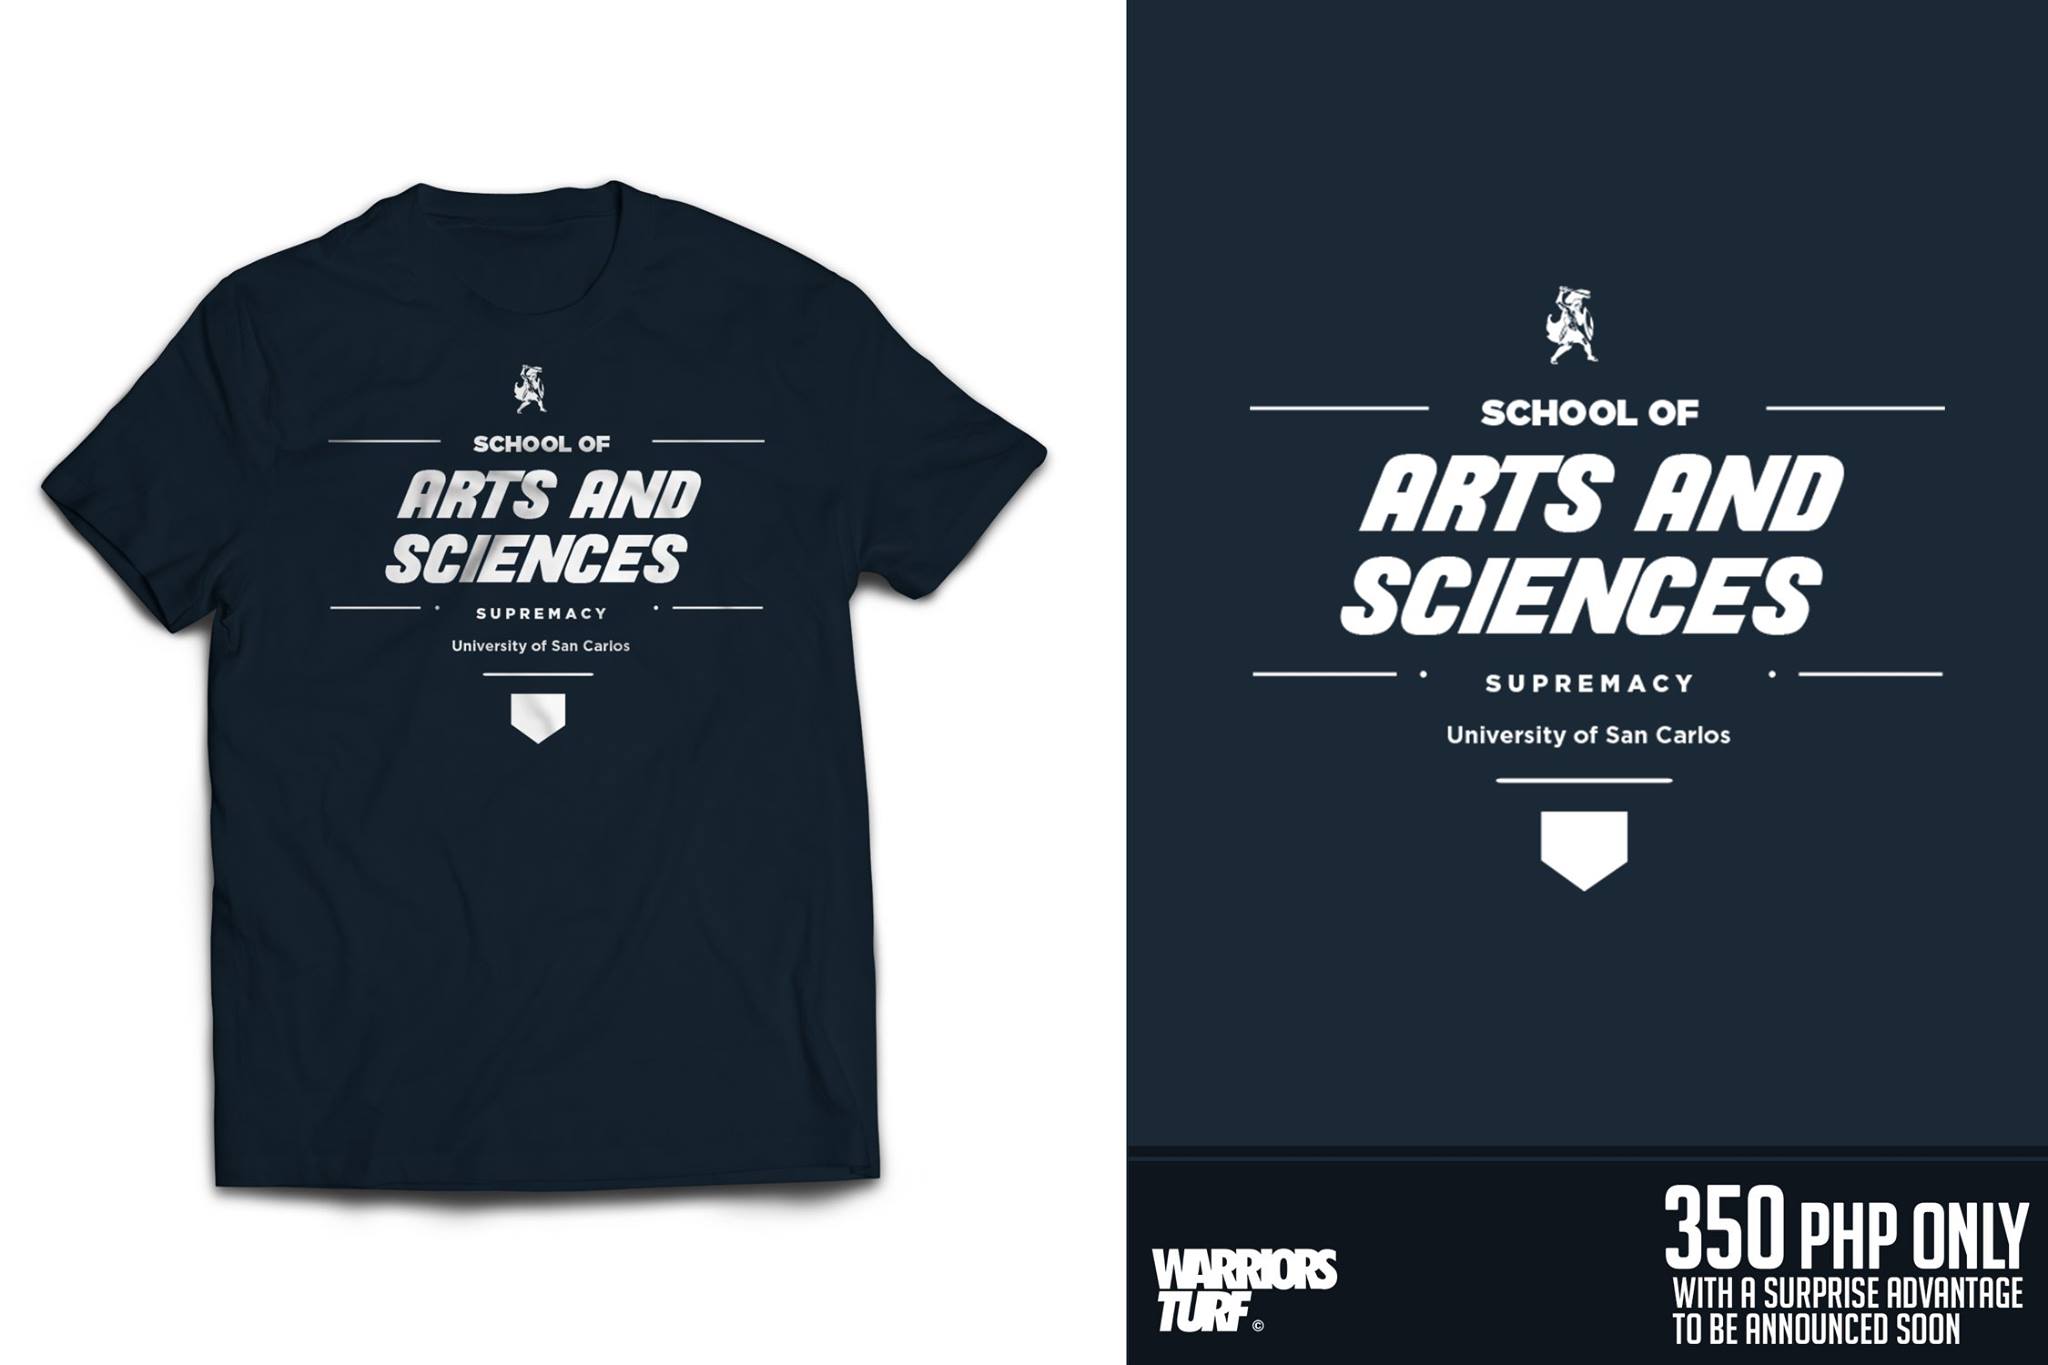 SCHOOL OF
ARTS AND
SCIENCES
SUPREMACY
University of San Carlos
SCHOOL OF
ARTS AND
SCIENCES
SUPREMACY
University of San Carlos
WARRIORS
TURF ©
350 PHP ONLY
WITH A SURPRISE ADVANTAGE
TO BE ANNOUNCED SOON